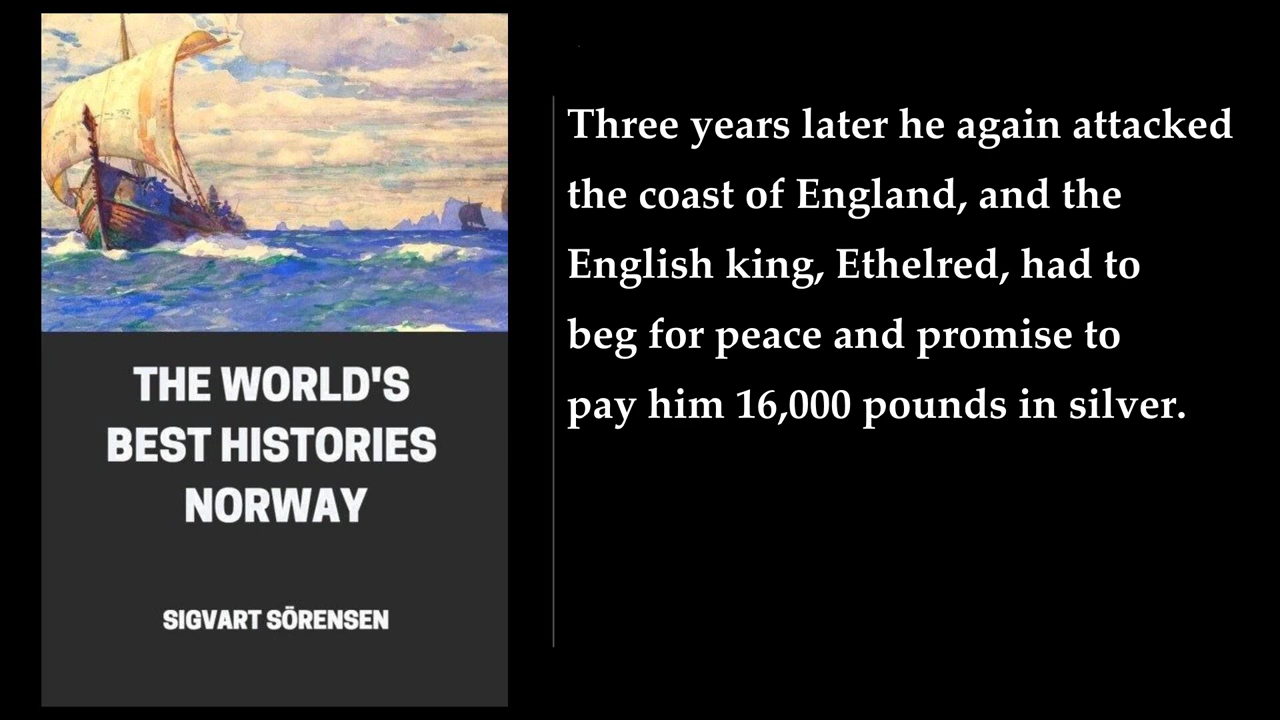 THE WORLD'S
BEST HISTORIES
NORWAY
SIGVART SÖRENSEN
Three years later he again attacked
the coast of England, and the
English king, Ethelred, had to
beg for peace and promise to
pay him 16,000 pounds in silver.